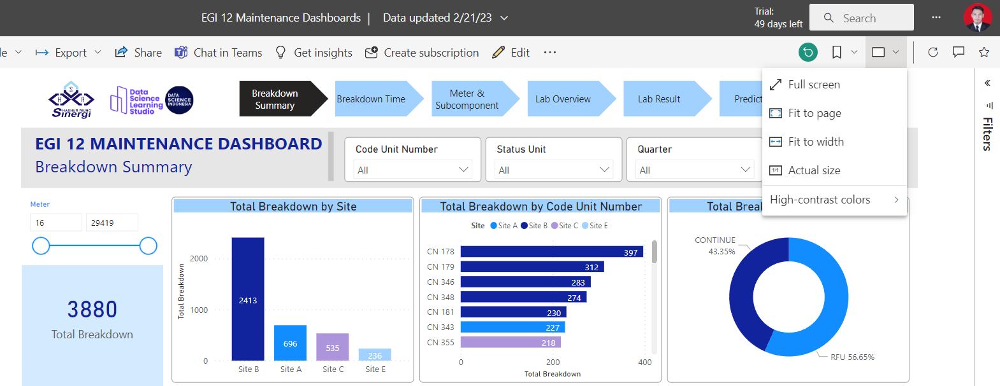 EGI 12 Maintenance Dashboards | Data updated 2/21/23
Trial:
49 days left
Search
le
Export
Share
Chat in Teams
Get insights
Create subscription
Edit
Full screen
Fit to page
Fit to width
Actual size
High-contrast colors
Filters
H S R
HASNUR RIUNG
Sinergi
Data
Science
Learning
Studio
DATA
SCIENCE
INDONESIA
Breakdown
Summary
Breakdown Time
Meter &
Subcomponent
Lab Overview
Lab Result
Predict
EGI 12 MAINTENANCE DASHBOARD
Breakdown Summary
Code Unit Number
All
Status Unit
All
Quarter
All
Meter
16
29419
3880
Total Breakdown
Total Breakdown by Site
Total Breakdown
2000
1000
0
2413
696
535
236
Site B
Site A
Site C
Site E
Total Breakdown by Code Unit Number
Site Site A Site B Site C Site E
CN 178 397
CN 179 312
CN 346 283
CN 348 274
CN 181 230
CN 343 227
CN 355 218
0 200 400
Total Breakdown
Total Brea
CONTINUE
43.35%
RFU 56.65%